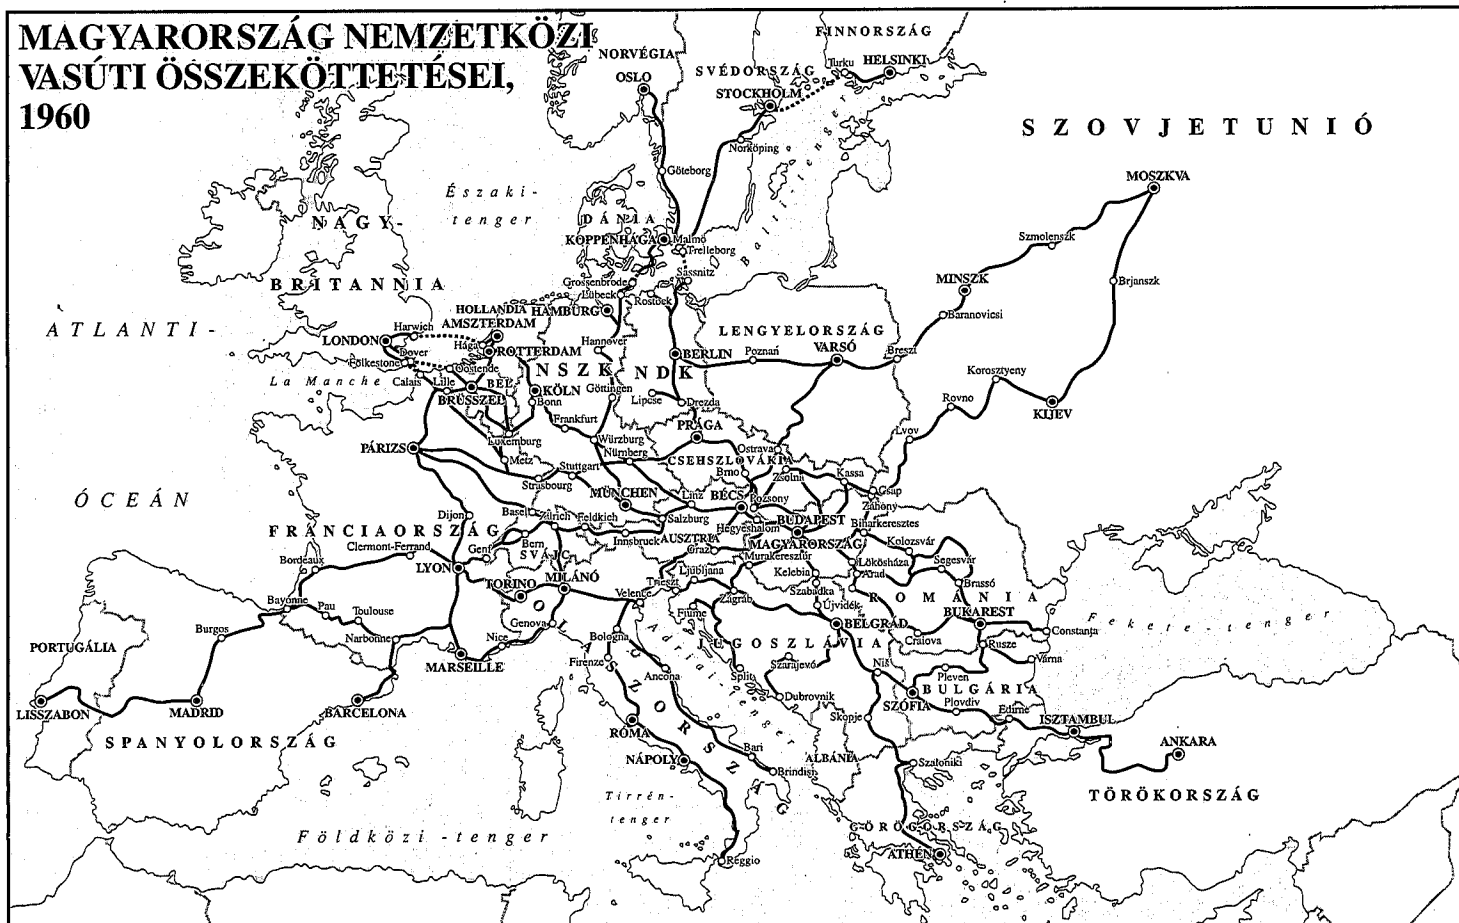 MAGYARORSZÁG NEMZETKÖZI
VASÚTI ÖSSZEKÖTTETÉSEI,
1960
FINNORSZÁG
NORVÉGIA
Turku
HELSINKI
SVÉDORSZÁG
OSLO
STOCKHOLM
SZOVJETUNIÓ
Norköping
Göteborg
MOSZKVA
Északi-
tenger
Balti-tenger
DÁNIA
NAGY-
BRITANNIA
KOPPENHÁGA
Malmö
Trelleborg
Szmolenszk
Sassnitz
MINSZK
Brjanszk
Grossenbrode
Lübeck
Rostock
HOLLANDIA
HAMBURG
Baranovicsi
ATLANTI-
ÓCEÁN
Harwich
AMSZTERDAM
LENGYELORSZÁG
LONDON
Hága
ROTTERDAM
Hannover
VARSÓ
BERLIN
Poznań
Breszt
Dover
Folkestone
Oostende
NSZK
NDK
Korosztyeny
La Manche
Calais
Lille
BEL.
BRÜSSZEL
KÖLN
Bonn
Göttingen
Lipcse
Drezda
Rovno
KIJEV
Frankfurt
PRÁGA
Lvov
PÁRIZS
Luxemburg
Würzburg
Ostrava
Nürnberg
CSEHSZLOVÁKIA
Metz
Stuttgart
Brno
Zsolna
Kassa
Strasbourg
MÜNCHEN
Linz
BÉCS
Pozsony
Csap
Záhony
Dijon
Basel
Zürich
Feldkich
Salzburg
BUDAPEST
Hegyeshalom
Biharkeresztes
FRANCIAORSZÁG
Bern
Innsbruck
AUSZTRIA
MAGYARORSZÁG
Kolozsvár
Clermont-Ferrand
Genf
SVÁJC
Graz
Murakeresztúr
Lökösháza
Segesvár
Bordeaux
LYON
TORINO
MILÁNÓ
Trieszt
Ljubljana
Kelebia
Arad
Brassó
Velence
Zágráb
Szabadka
ROMÁNIA
Bayonne
Pau
Toulouse
Genova
Fiume
Újvidék
BUKAREST
Fekete-tenger
Burgos
Narbonne
Nice
Bologna
BELGRÁD
Craiova
Constanţa
PORTUGÁLIA
MARSEILLE
Firenze
OLASZORSZÁG
Adriai-tenger
JUGOSZLÁVIA
Rusze
Várna
Ancona
Split
Szarajevó
Niš
Pleven
BULGÁRIA
LISSZABON
MADRID
BARCELONA
Dubrovnik
SZÓFIA
Plovdiv
Edirne
ISZTAMBUL
SPANYOLORSZÁG
RÓMA
Skopje
ANKARA
NÁPOLY
Bari
Brindisi
ALBÁNIA
Szaloniki
TÖRÖKORSZÁG
Tirrén-
tenger
Földközi-tenger
GÖRÖGORSZÁG
ATHÉN
Reggio